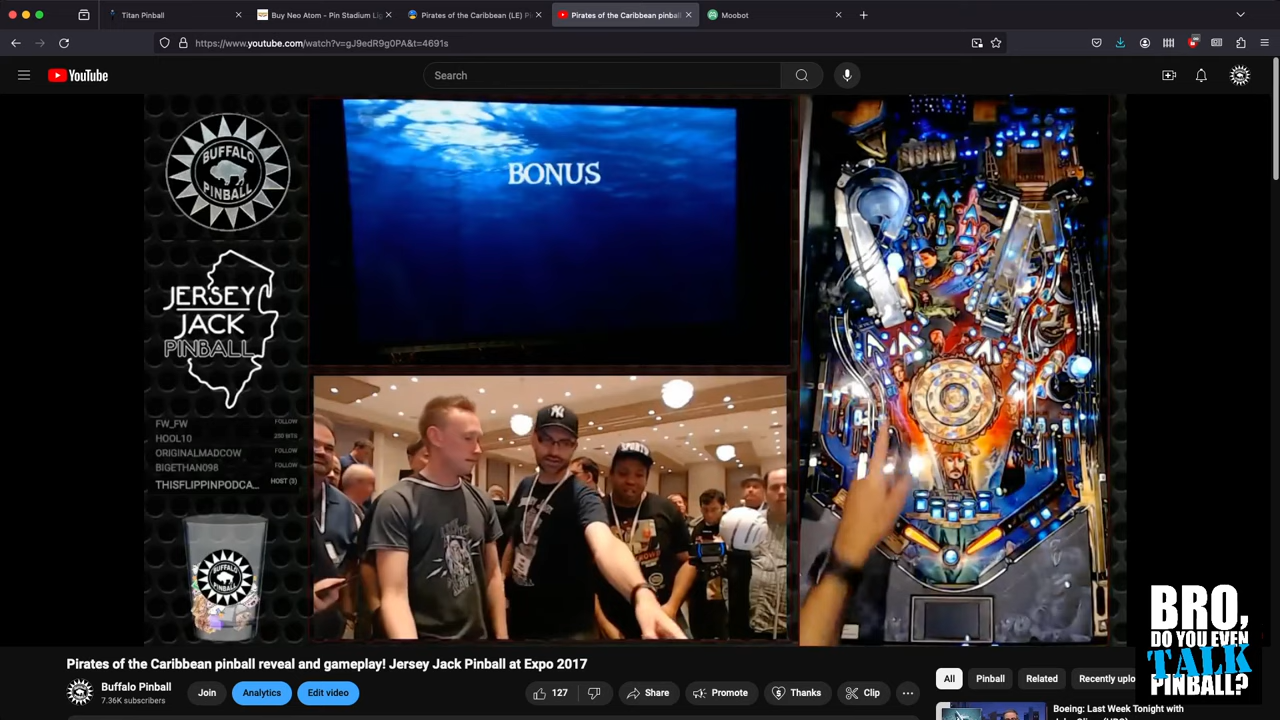 Titan Pinball
Buy Neo Atom - Pin Stadium Li
Pirates of the Caribbean (LE) P
Pirates of the Caribbean pinball
Moobot
https://www.youtube.com/watch?v=gJ9edR9g0PA&t=4691s
YouTube
Search
BUFFALO
PINBALL
BONUS
JERSEY
JACK
PINBALL
FW_FW FOLLOW
HOOL10 250 BITS
ORIGINALMADCOW FOLLOW
BIGETHAN098 FOLLOW
THISFLIPPINPODCA... HOST (3)
BUFFALO
PINBALL
SPORTS
BRO,
DO YOU EVEN
TALK
PINBALL?
Pirates of the Caribbean pinball reveal and gameplay! Jersey Jack Pinball at Expo 2017
Buffalo Pinball
7.36K subscribers
Join
Analytics
Edit video
127
Share
Promote
Thanks
Clip
All
Pinball
Related
Recently uplo
Boeing: Last Week Tonight with